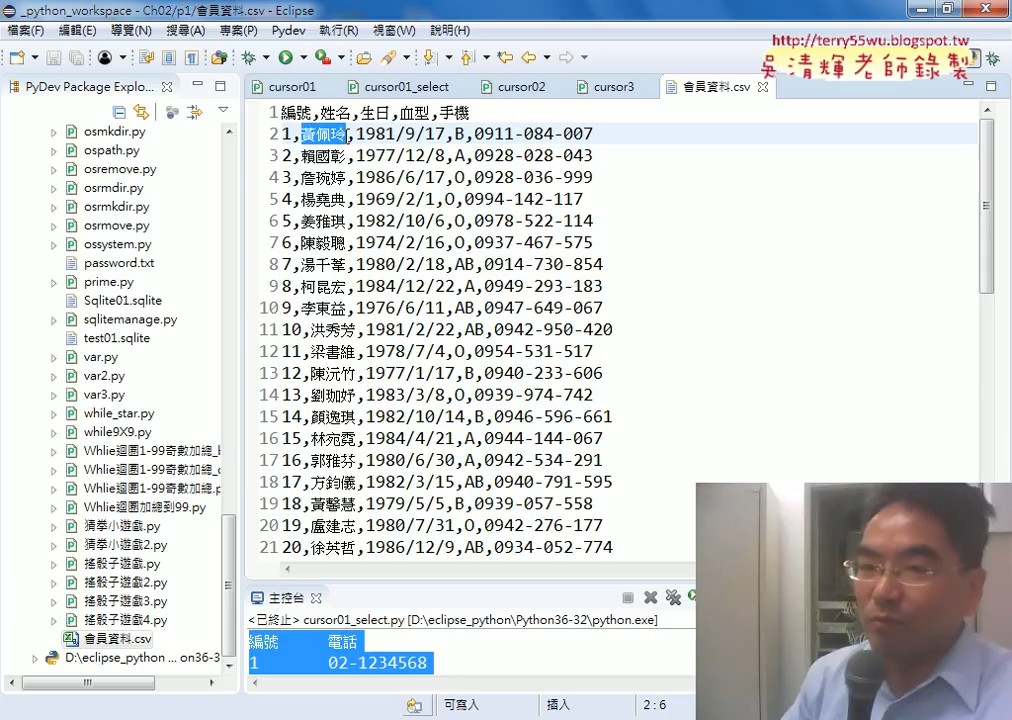 _python_workspace - Ch02/p1/會員資料.csv - Eclipse
檔案(F) 編輯(E) 導覽(N) 搜尋(A) 專案(P) Pydev 執行(R) 視窗(W) 說明(H)
http://terry55wu.blogspot.tw
吳清輝老師錄製
PyDev Package Explo...
cursor01 cursor01_select cursor02 cursor3 會員資料.csv
osmkdir.py
ospath.py
osremove.py
osrmdir.py
osrmkdir.py
osrmove.py
ossystem.py
password.txt
prime.py
Sqlite01.sqlite
sqlitemanage.py
test01.sqlite
var.py
var2.py
var3.py
while_star.py
while9X9.py
Whlie迴圈1-99奇數加總_
Whlie迴圈1-99奇數加總_
Whlie迴圈1-99奇數加總.
Whlie迴圈加總到99.py
猜拳小遊戲.py
猜拳小遊戲2.py
搖骰子遊戲.py
搖骰子遊戲2.py
搖骰子遊戲3.py
搖骰子遊戲4.py
會員資料.csv
D:\eclipse_python ... on36-3
1 編號,姓名,生日,血型,手機
2 1,黃佩玲,1981/9/17,B,0911-084-007
3 2,賴國彰,1977/12/8,A,0928-028-043
4 3,詹琬婷,1986/6/17,O,0928-036-999
5 4,楊堯典,1969/2/1,O,0994-142-117
6 5,姜雅琪,1982/10/6,O,0978-522-114
7 6,陳毅聰,1974/2/16,O,0937-467-575
8 7,湯千葦,1980/2/18,AB,0914-730-854
9 8,柯昆宏,1984/12/22,A,0949-293-183
10 9,李東益,1976/6/11,AB,0947-649-067
11 10,洪秀芳,1981/2/22,AB,0942-950-420
12 11,梁書維,1978/7/4,O,0954-531-517
13 12,陳沅竹,1977/1/17,B,0940-233-606
14 13,劉珈妤,1983/3/8,O,0939-974-742
15 14,顏逸琪,1982/10/14,B,0946-596-661
16 15,林宛霓,1984/4/21,A,0944-144-067
17 16,郭雅芬,1980/6/30,A,0942-534-291
18 17,方鈞儀,1982/3/15,AB,0940-791-595
19 18,黃馨慧,1979/5/5,B,0939-057-558
20 19,盧建志,1980/7/31,O,0942-276-177
21 20,徐英哲,1986/12/9,AB,0934-052-774
主控台
<已終止> cursor01_select.py [D:\eclipse_python\Python36-32\python.exe]
編號 電話
1 02-1234568
可寫入 插入 2:6